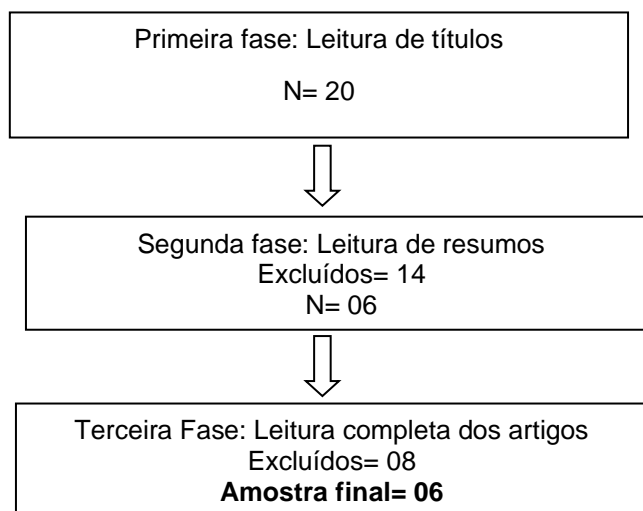 Primeira fase: Leitura de títulos
N= 20
Segunda fase: Leitura de resumos
Excluídos= 14
N= 06
Terceira Fase: Leitura completa dos artigos
Excluídos= 08
Amostra final= 06